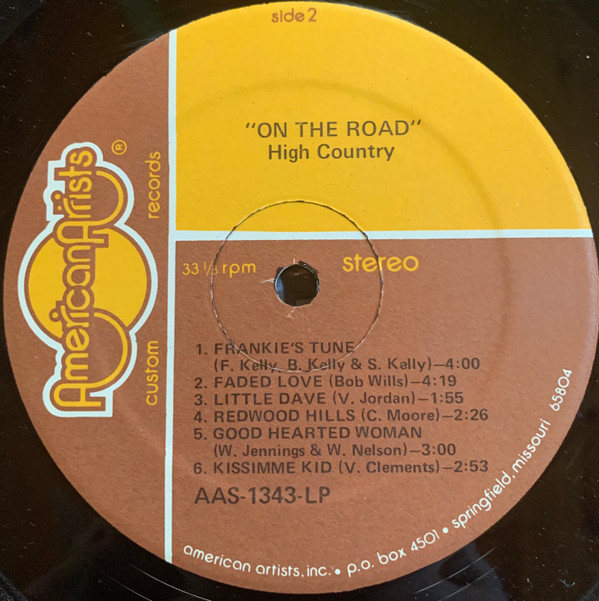 side 2
"ON THE ROAD"
High Country
AmericanArtists®
custom records
33 1/3 rpm stereo
1. FRANKIE'S TUNE
(F. Kelly, B. Kelly & S. Kelly)—4:00
2. FADED LOVE (Bob Wills)—4:19
3. LITTLE DAVE (V. Jordan)—1:55
4. REDWOOD HILLS (C. Moore)—2:26
5. GOOD HEARTED WOMAN
(W. Jennings & W. Nelson)—3:00
6. KISSIMME KID (V. Clements)—2:53
AAS-1343-LP
american artists, inc. • p.o. box 4501 • springfield, missouri 65804